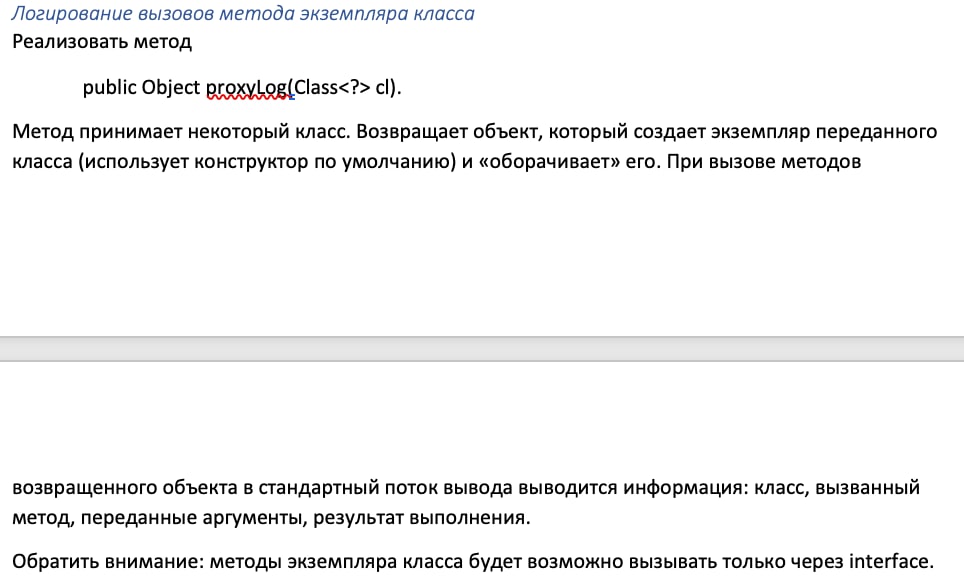 Логирование вызовов метода экземпляра класса
Реализовать метод
public Object proxyLog(Class<?> cl).
Метод принимает некоторый класс. Возвращает объект, который создает экземпляр переданного
класса (использует конструктор по умолчанию) и «оборачивает» его. При вызове методов
возвращенного объекта в стандартный поток вывода выводится информация: класс, вызванный
метод, переданные аргументы, результат выполнения.
Обратить внимание: методы экземпляра класса будет возможно вызывать только через interface.